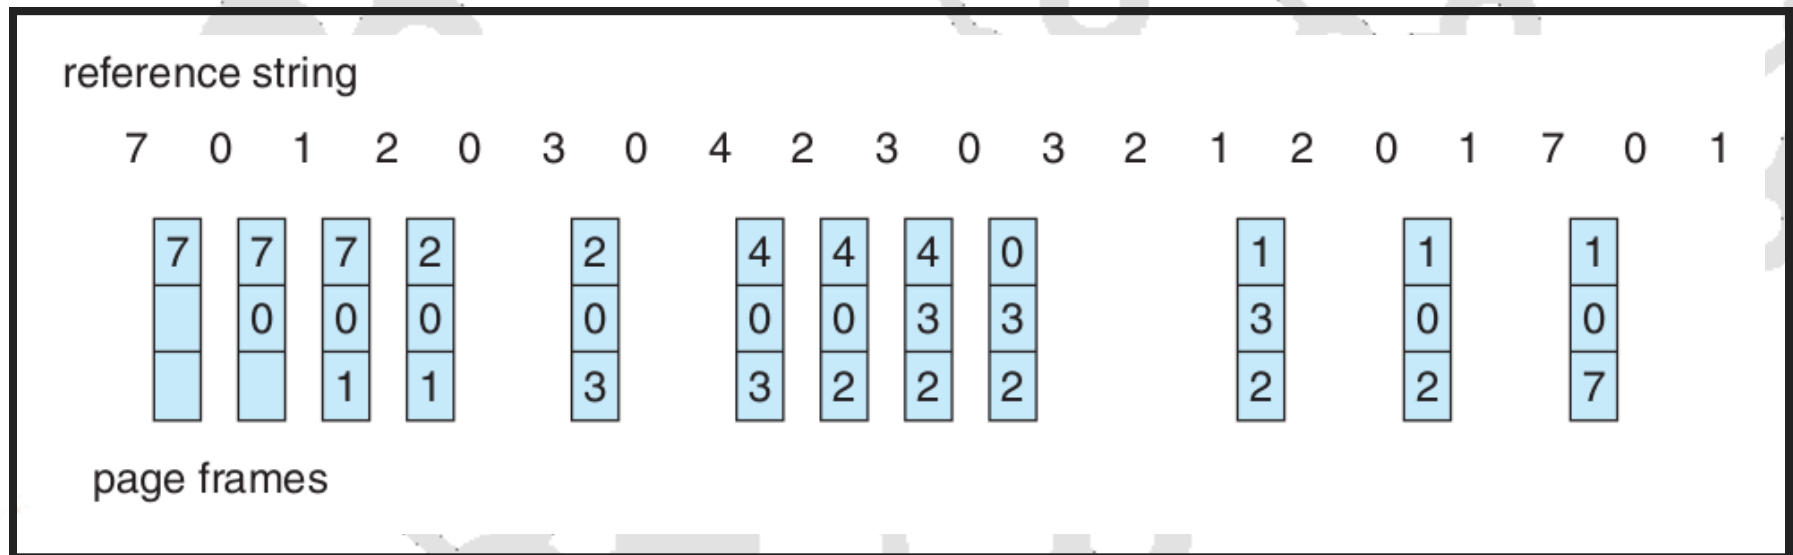 reference string
7 0 1 2 0 3 0 4 2 3 0 3 2 1 2 0 1 7 0 1
7 7 7 2 2 4 4 4 0 1 1 1
0 0 0 0 0 0 3 3 3 0 0
1 1 3 3 2 2 2 2 2 7
page frames